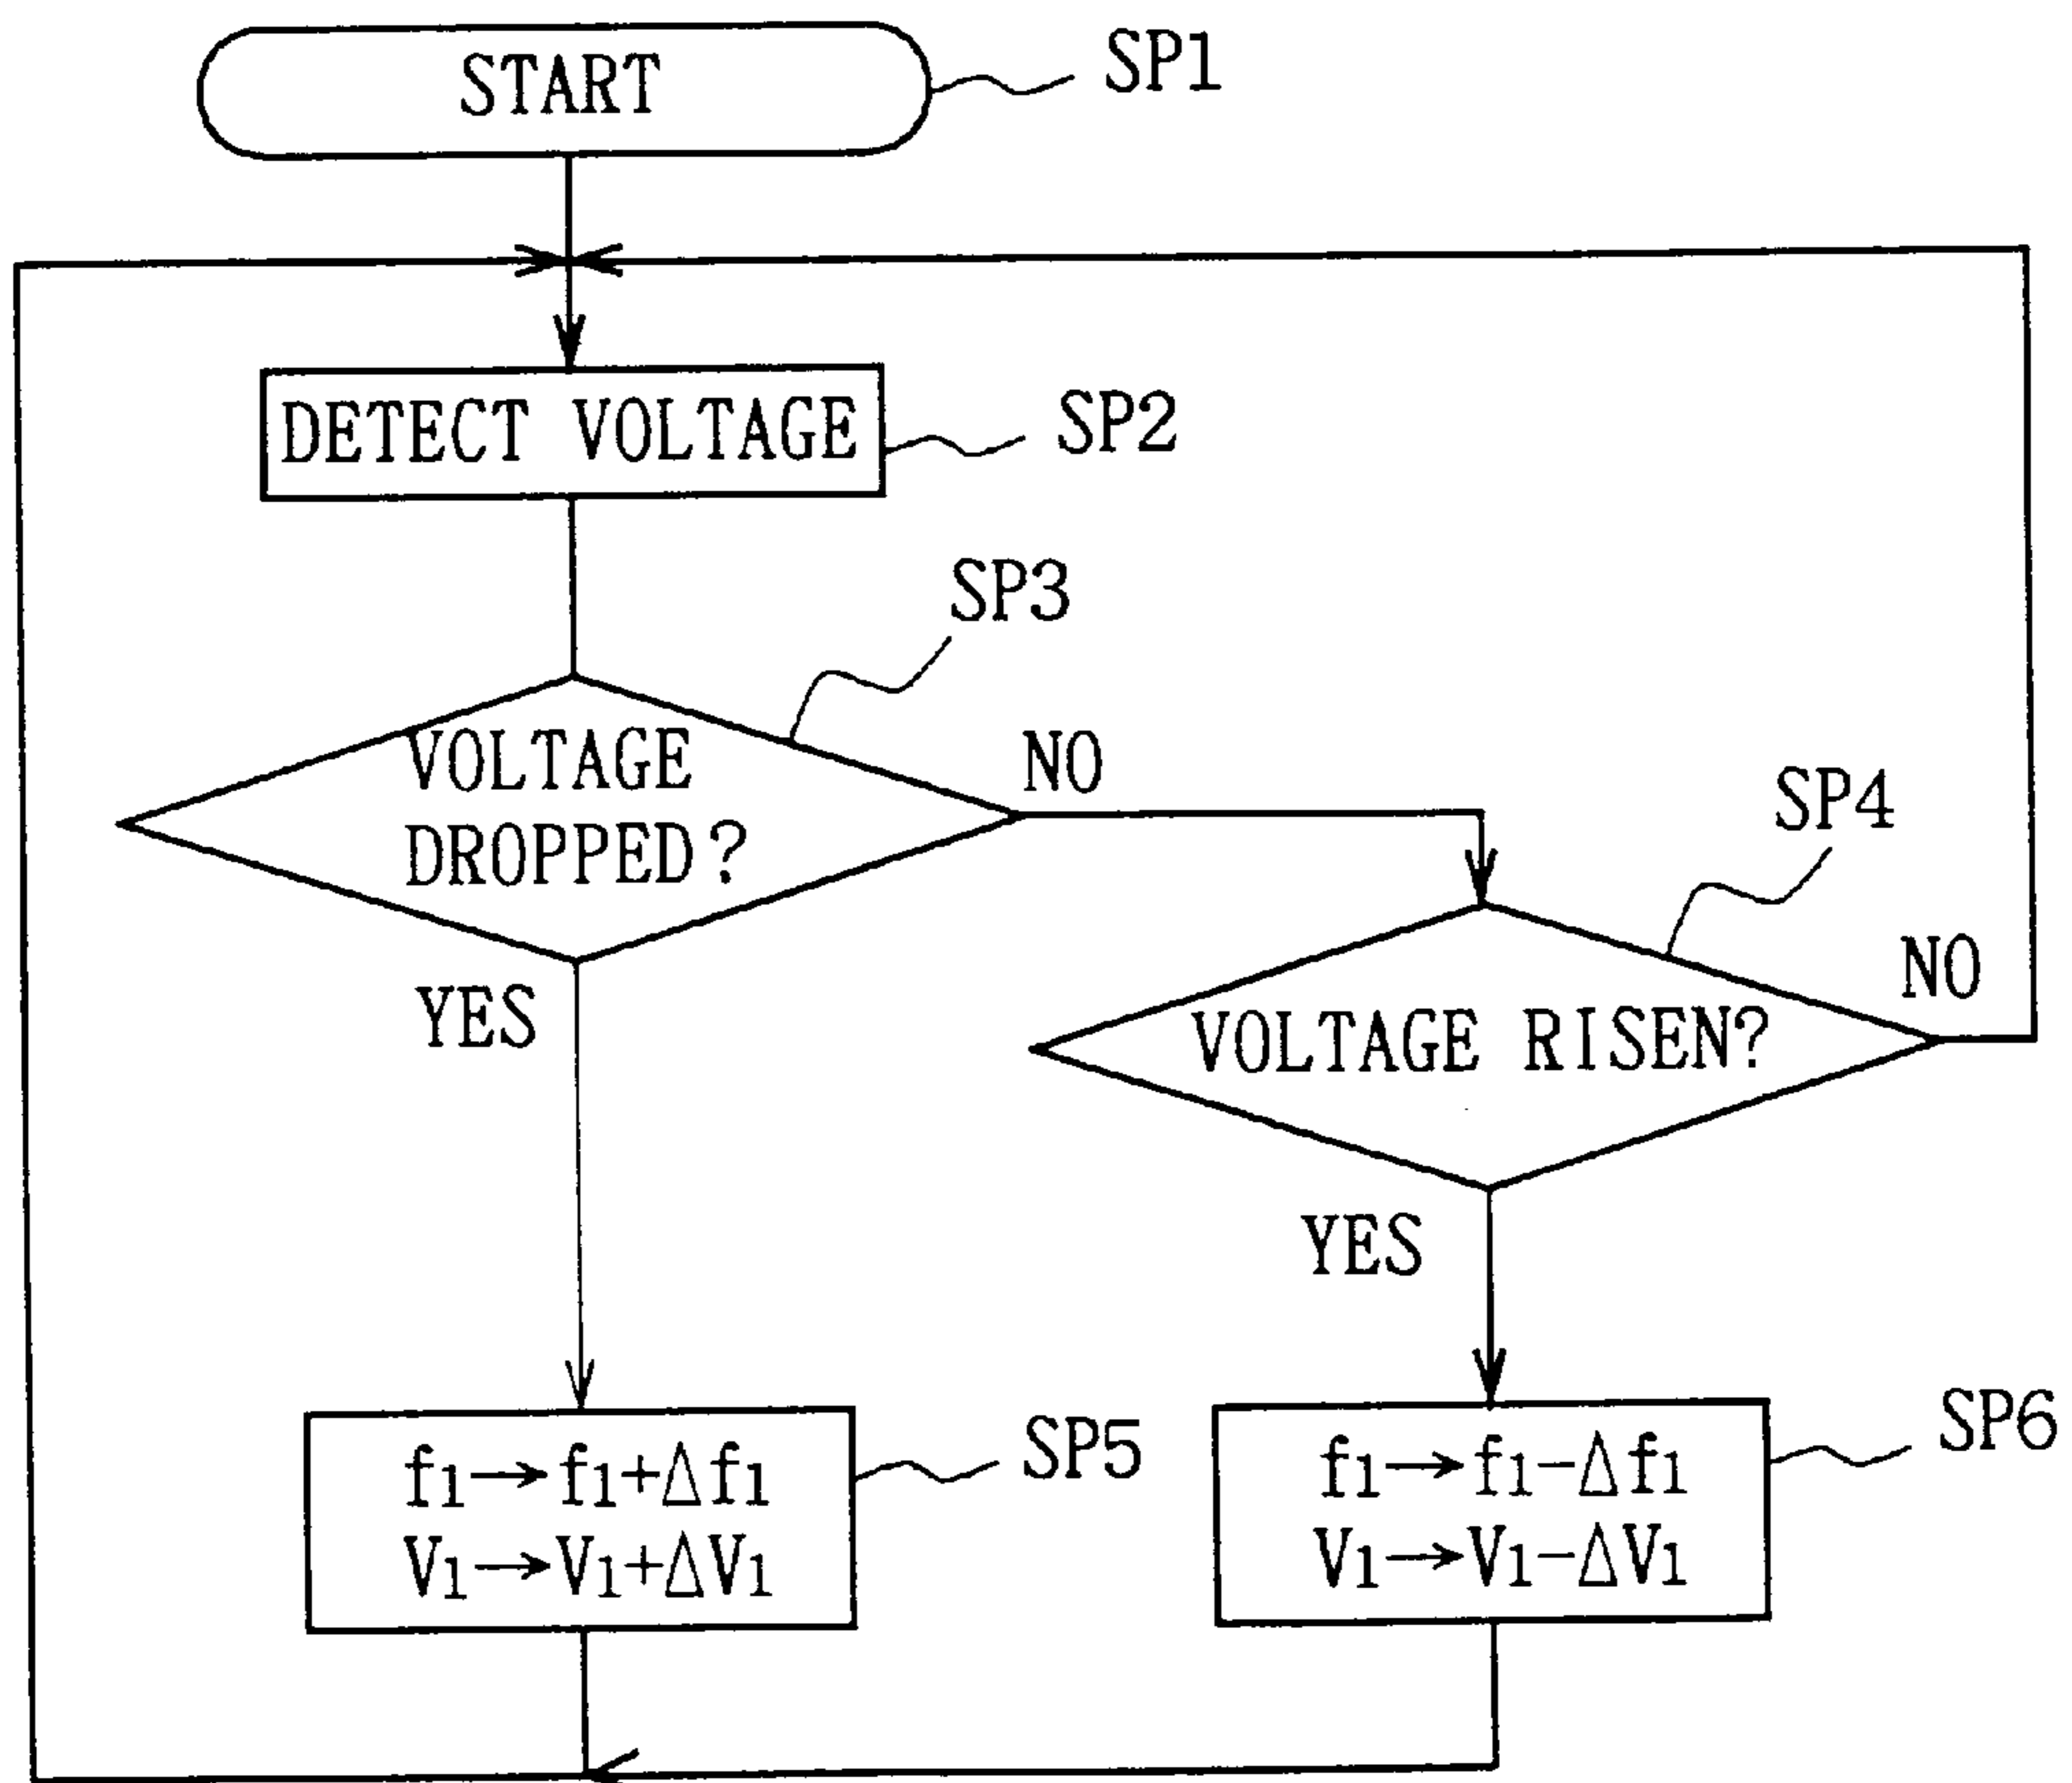 START
SP1
DETECT VOLTAGE
SP2
SP3
VOLTAGE
DROPPED?
NO
SP4
YES
VOLTAGE RISEN?
NO
YES
f1→f1+Δf1
V1→V1+ΔV1
SP5
f1→f1−Δf1
V1→V1−ΔV1
SP6